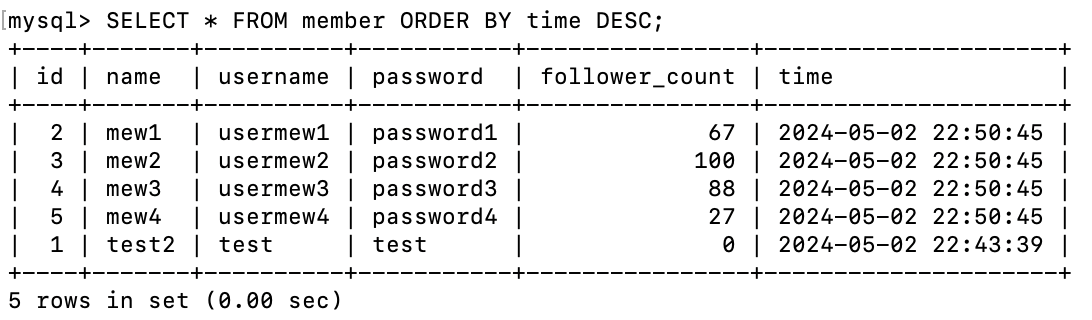 mysql> SELECT * FROM member ORDER BY time DESC;
+----+-------+----------+-----------+----------------+---------------------+
| id | name | username | password | follower_count | time |
+----+-------+----------+-----------+----------------+---------------------+
| 2 | mew1 | usermew1 | password1 | 67 | 2024-05-02 22:50:45 |
| 3 | mew2 | usermew2 | password2 | 100 | 2024-05-02 22:50:45 |
| 4 | mew3 | usermew3 | password3 | 88 | 2024-05-02 22:50:45 |
| 5 | mew4 | usermew4 | password4 | 27 | 2024-05-02 22:50:45 |
| 1 | test2 | test | test | 0 | 2024-05-02 22:43:39 |
+----+-------+----------+-----------+----------------+---------------------+
5 rows in set (0.00 sec)